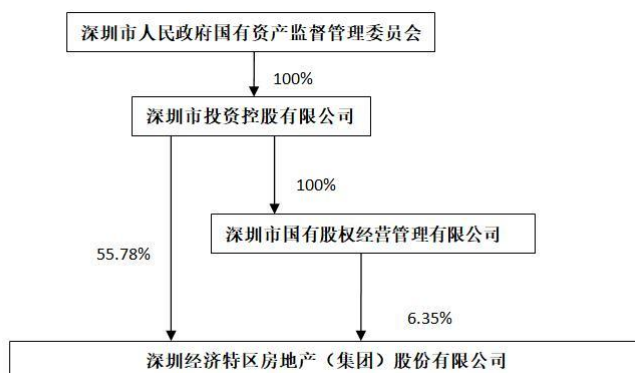 深圳市人民政府国有资产监督管理委员会
100%
深圳市投资控股有限公司
100%
深圳市国有股权经营管理有限公司
55.78%
6.35%
深圳经济特区房地产（集团）股份有限公司